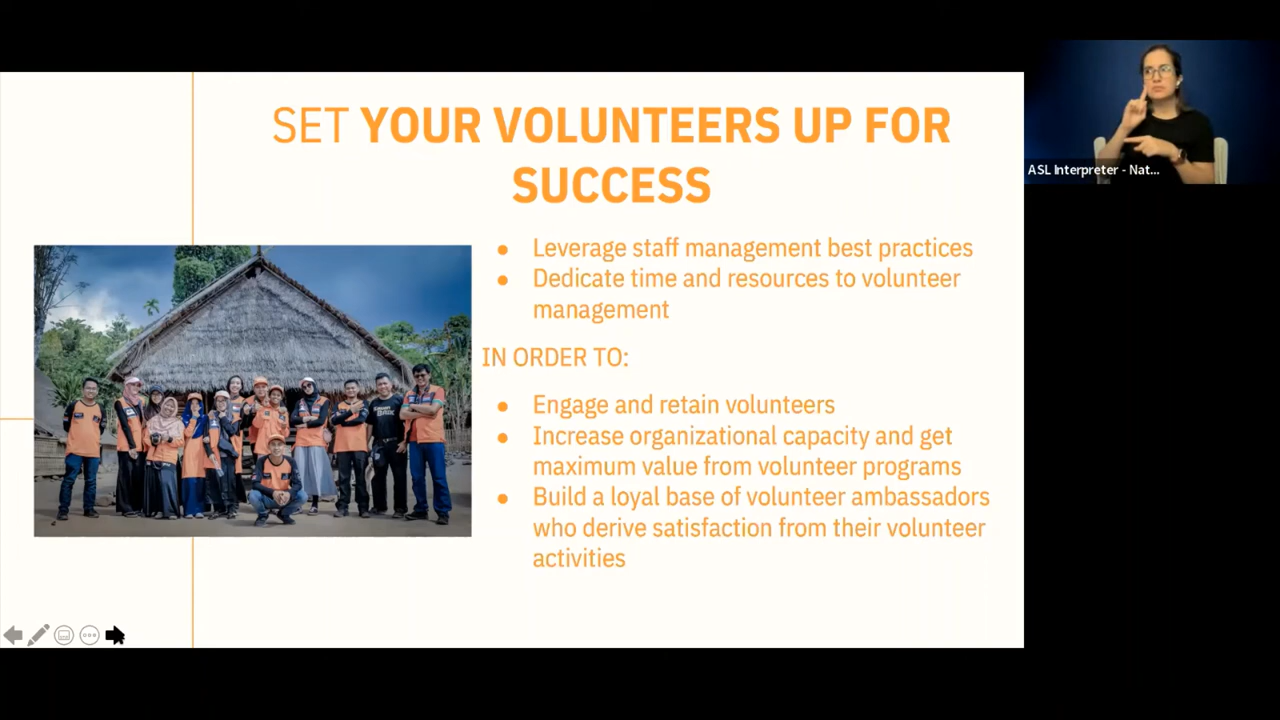 SET YOUR VOLUNTEERS UP FOR
SUCCESS
● Leverage staff management best practices
● Dedicate time and resources to volunteer
management
IN ORDER TO:
● Engage and retain volunteers
● Increase organizational capacity and get
maximum value from volunteer programs
● Build a loyal base of volunteer ambassadors
who derive satisfaction from their volunteer
activities
ASL Interpreter - Nat...